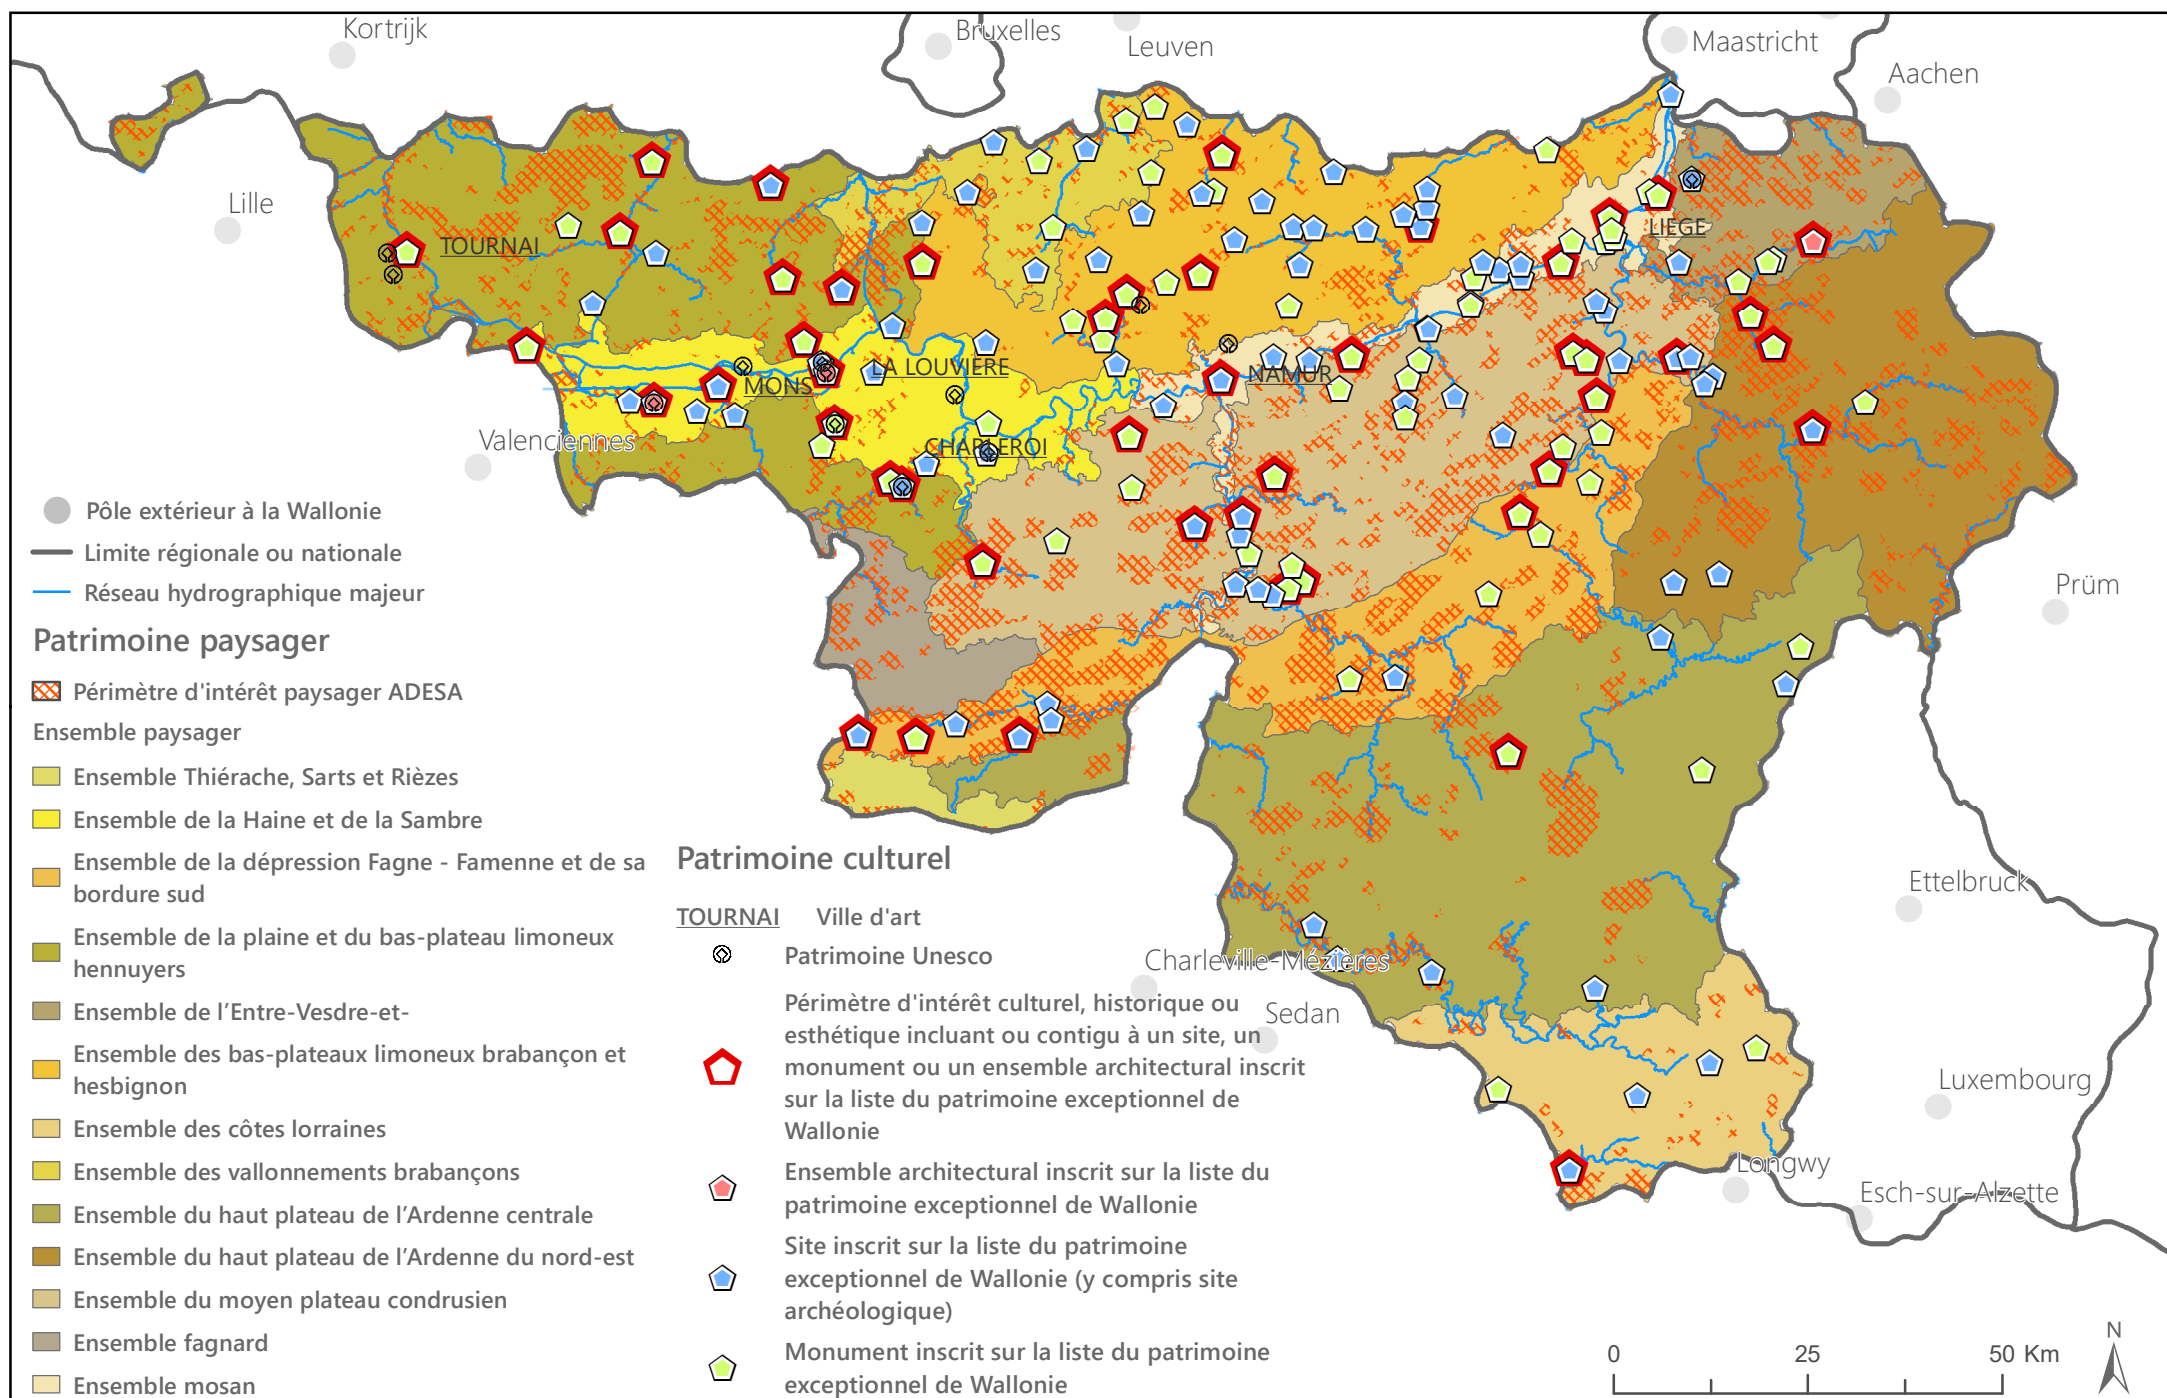 Kortrijk
Bruxelles
Leuven
Maastricht
Aachen
Lille
TOURNAI
LIEGE
LA LOUVIÈRE
MONS
NAMUR
CHARLEROI
Valenciennes
Prüm
Charleville-Mézières
Sedan
Ettelbruck
Luxembourg
Longwy
Esch-sur-Alzette
Pôle extérieur à la Wallonie
Limite régionale ou nationale
Réseau hydrographique majeur
Patrimoine paysager
Périmètre d'intérêt paysager ADESA
Ensemble paysager
Ensemble Thiérache, Sarts et Rièzes
Ensemble de la Haine et de la Sambre
Ensemble de la dépression Fagne - Famenne et de sa
bordure sud
Ensemble de la plaine et du bas-plateau limoneux
hennuyers
Ensemble de l’Entre-Vesdre-et-
Ensemble des bas-plateaux limoneux brabançon et
hesbignon
Ensemble des côtes lorraines
Ensemble des vallonnements brabançons
Ensemble du haut plateau de l’Ardenne centrale
Ensemble du haut plateau de l’Ardenne du nord-est
Ensemble du moyen plateau condrusien
Ensemble fagnard
Ensemble mosan
Patrimoine culturel
TOURNAI Ville d'art
Patrimoine Unesco
Périmètre d'intérêt culturel, historique ou
esthétique incluant ou contigu à un site, un
monument ou un ensemble architectural inscrit
sur la liste du patrimoine exceptionnel de
Wallonie
Ensemble architectural inscrit sur la liste du
patrimoine exceptionnel de Wallonie
Site inscrit sur la liste du patrimoine
exceptionnel de Wallonie (y compris site
archéologique)
Monument inscrit sur la liste du patrimoine
exceptionnel de Wallonie
N
0 25 50 Km